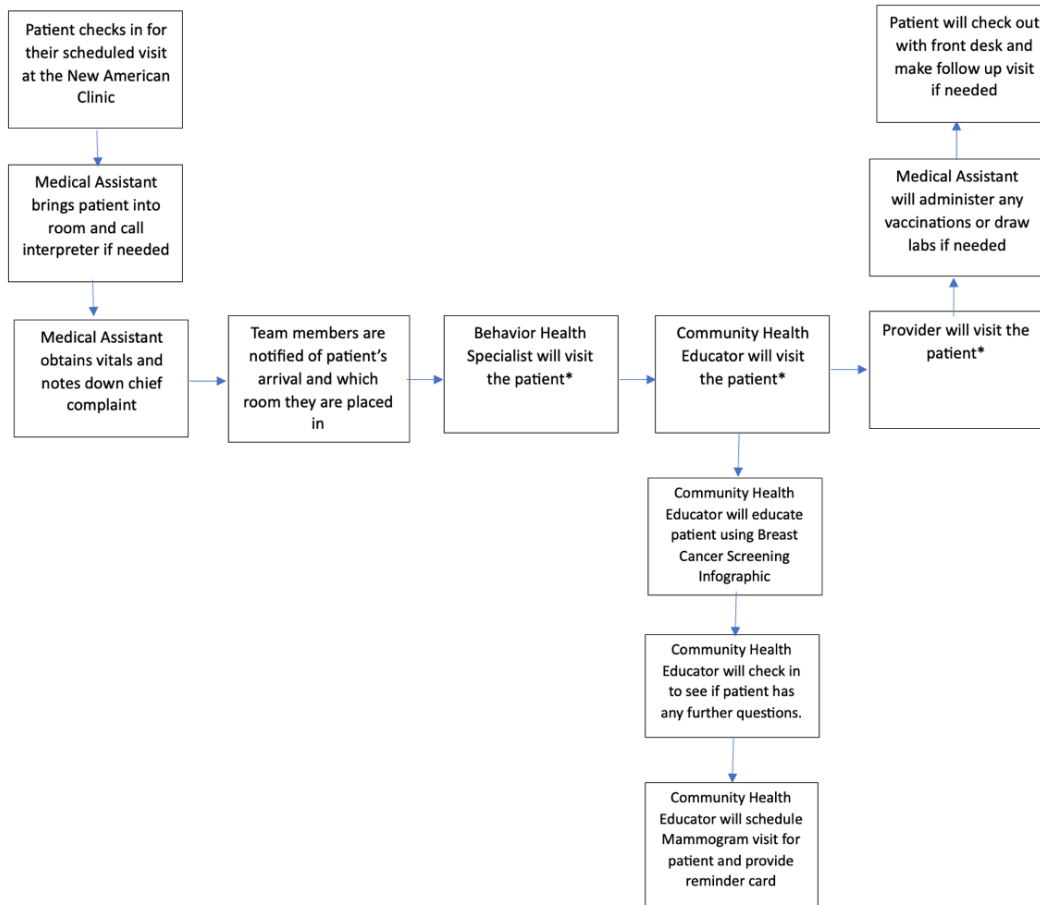 Patient checks in for
their scheduled visit
at the New American
Clinic
Medical Assistant
brings patient into
room and call
interpreter if needed
Medical Assistant
obtains vitals and
notes down chief
complaint
Team members are
notified of patient’s
arrival and which
room they are placed
in
Behavior Health
Specialist will visit
the patient*
Community Health
Educator will visit
the patient*
Community Health
Educator will educate
patient using Breast
Cancer Screening
Infographic
Community Health
Educator will check in
to see if patient has
any further questions.
Community Health
Educator will schedule
Mammogram visit for
patient and provide
reminder card
Provider will visit the
patient*
Medical Assistant
will administer any
vaccinations or draw
labs if needed
Patient will check out
with front desk and
make follow up visit
if needed